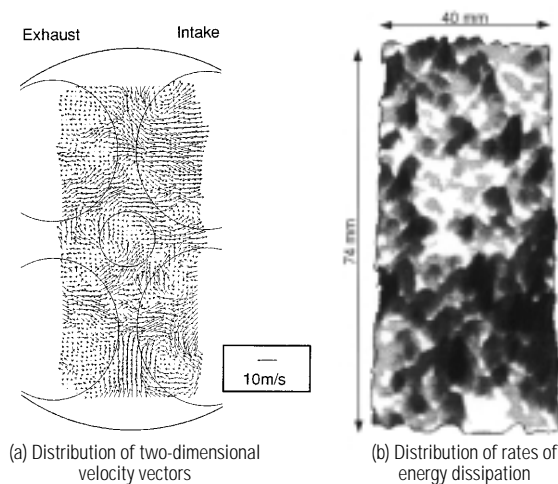 Exhaust
Intake
10m/s
(a) Distribution of two-dimensional
velocity vectors
40 mm
74 mm
(b) Distribution of rates of
energy dissipation